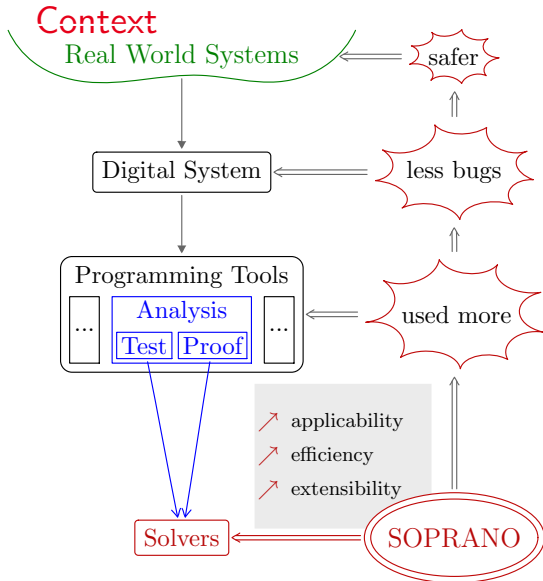 Context
Real World Systems
safer
Digital System
less bugs
Programming Tools
... Analysis ...
Test Proof
used more
applicability
efficiency
extensibility
Solvers
SOPRANO